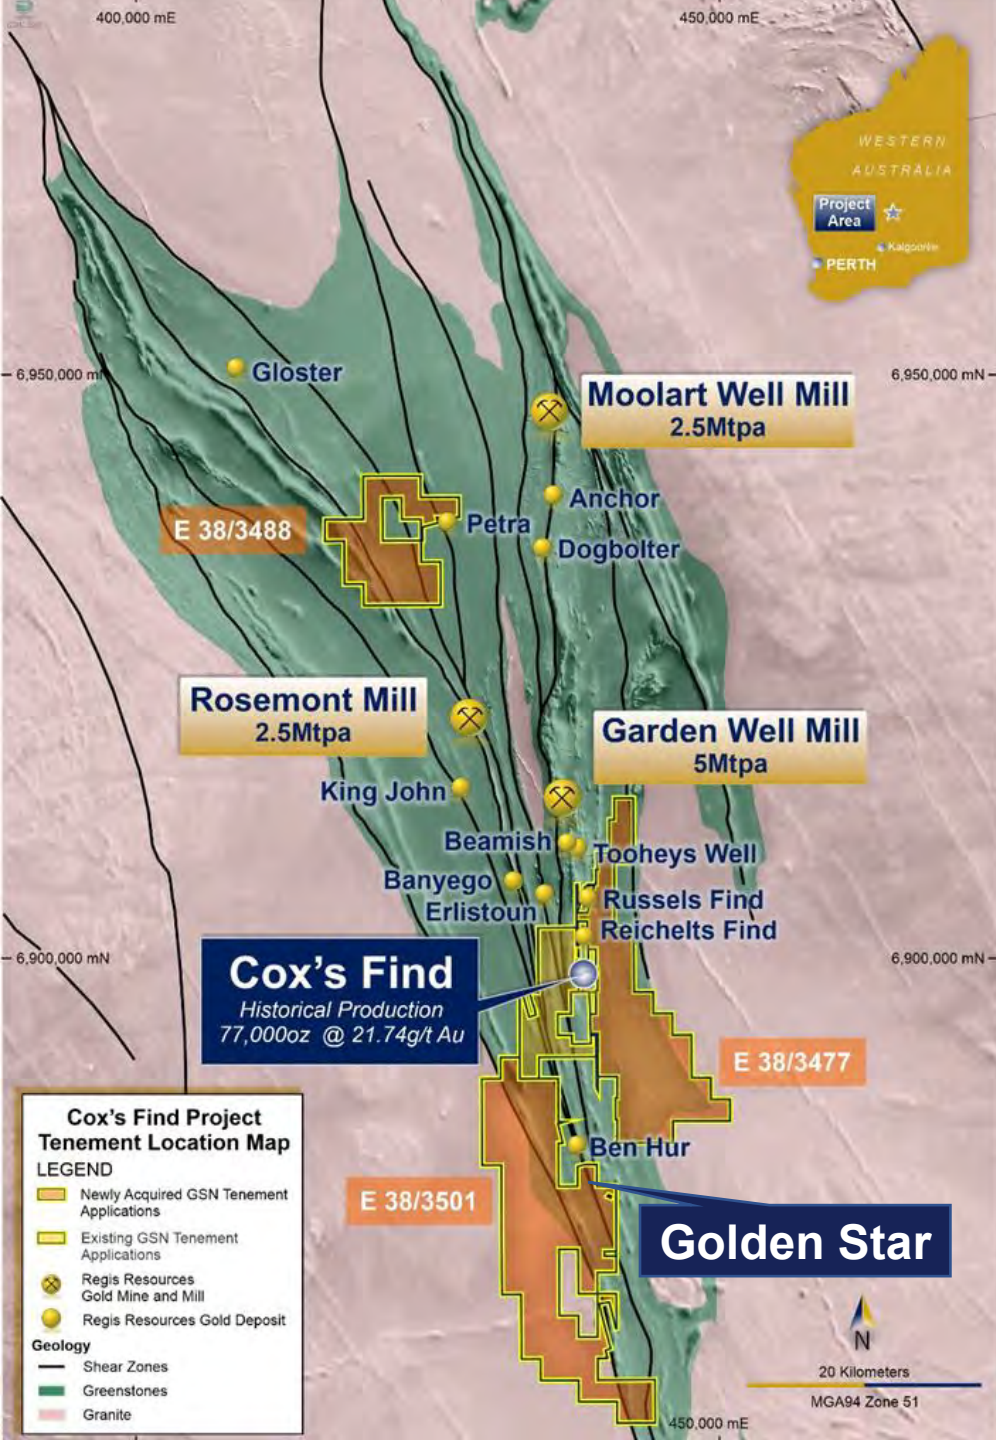 400,000 mE
450,000 mE
WESTERN
AUSTRALIA
Project
Area
Kalgoorlie
PERTH
6,950,000 mN
6,950,000 mN
Gloster
Moolart Well Mill
2.5Mtpa
Anchor
E 38/3488
Petra
Dogbolter
Rosemont Mill
2.5Mtpa
Garden Well Mill
5Mtpa
King John
Beamish
Tooheys Well
Banyego
Erlistoun
Russels Find
Reichelts Find
6,900,000 mN
6,900,000 mN
Cox's Find
Historical Production
77,000oz @ 21.74g/t Au
E 38/3477
Ben Hur
E 38/3501
Golden Star
Cox's Find Project
Tenement Location Map
LEGEND
Newly Acquired GSN Tenement
Applications
Existing GSN Tenement
Applications
Regis Resources
Gold Mine and Mill
Regis Resources Gold Deposit
Geology
Shear Zones
Greenstones
Granite
N
20 Kilometers
MGA94 Zone 51
450,000 mE